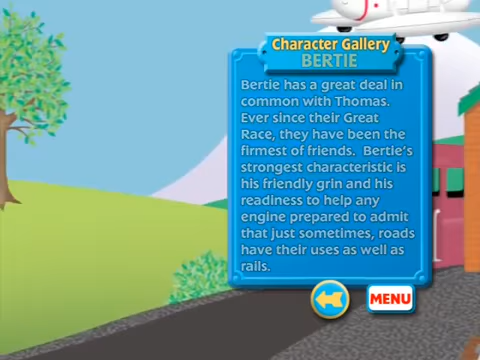 Character Gallery
BERTIE
Bertie has a great deal in
common with Thomas.
Ever since their Great
Race, they have been the
firmest of friends.  Bertie's
strongest characteristic is
his friendly grin and his
readiness to help any
engine prepared to admit
that just sometimes, roads
have their uses as well as
rails.
MENU